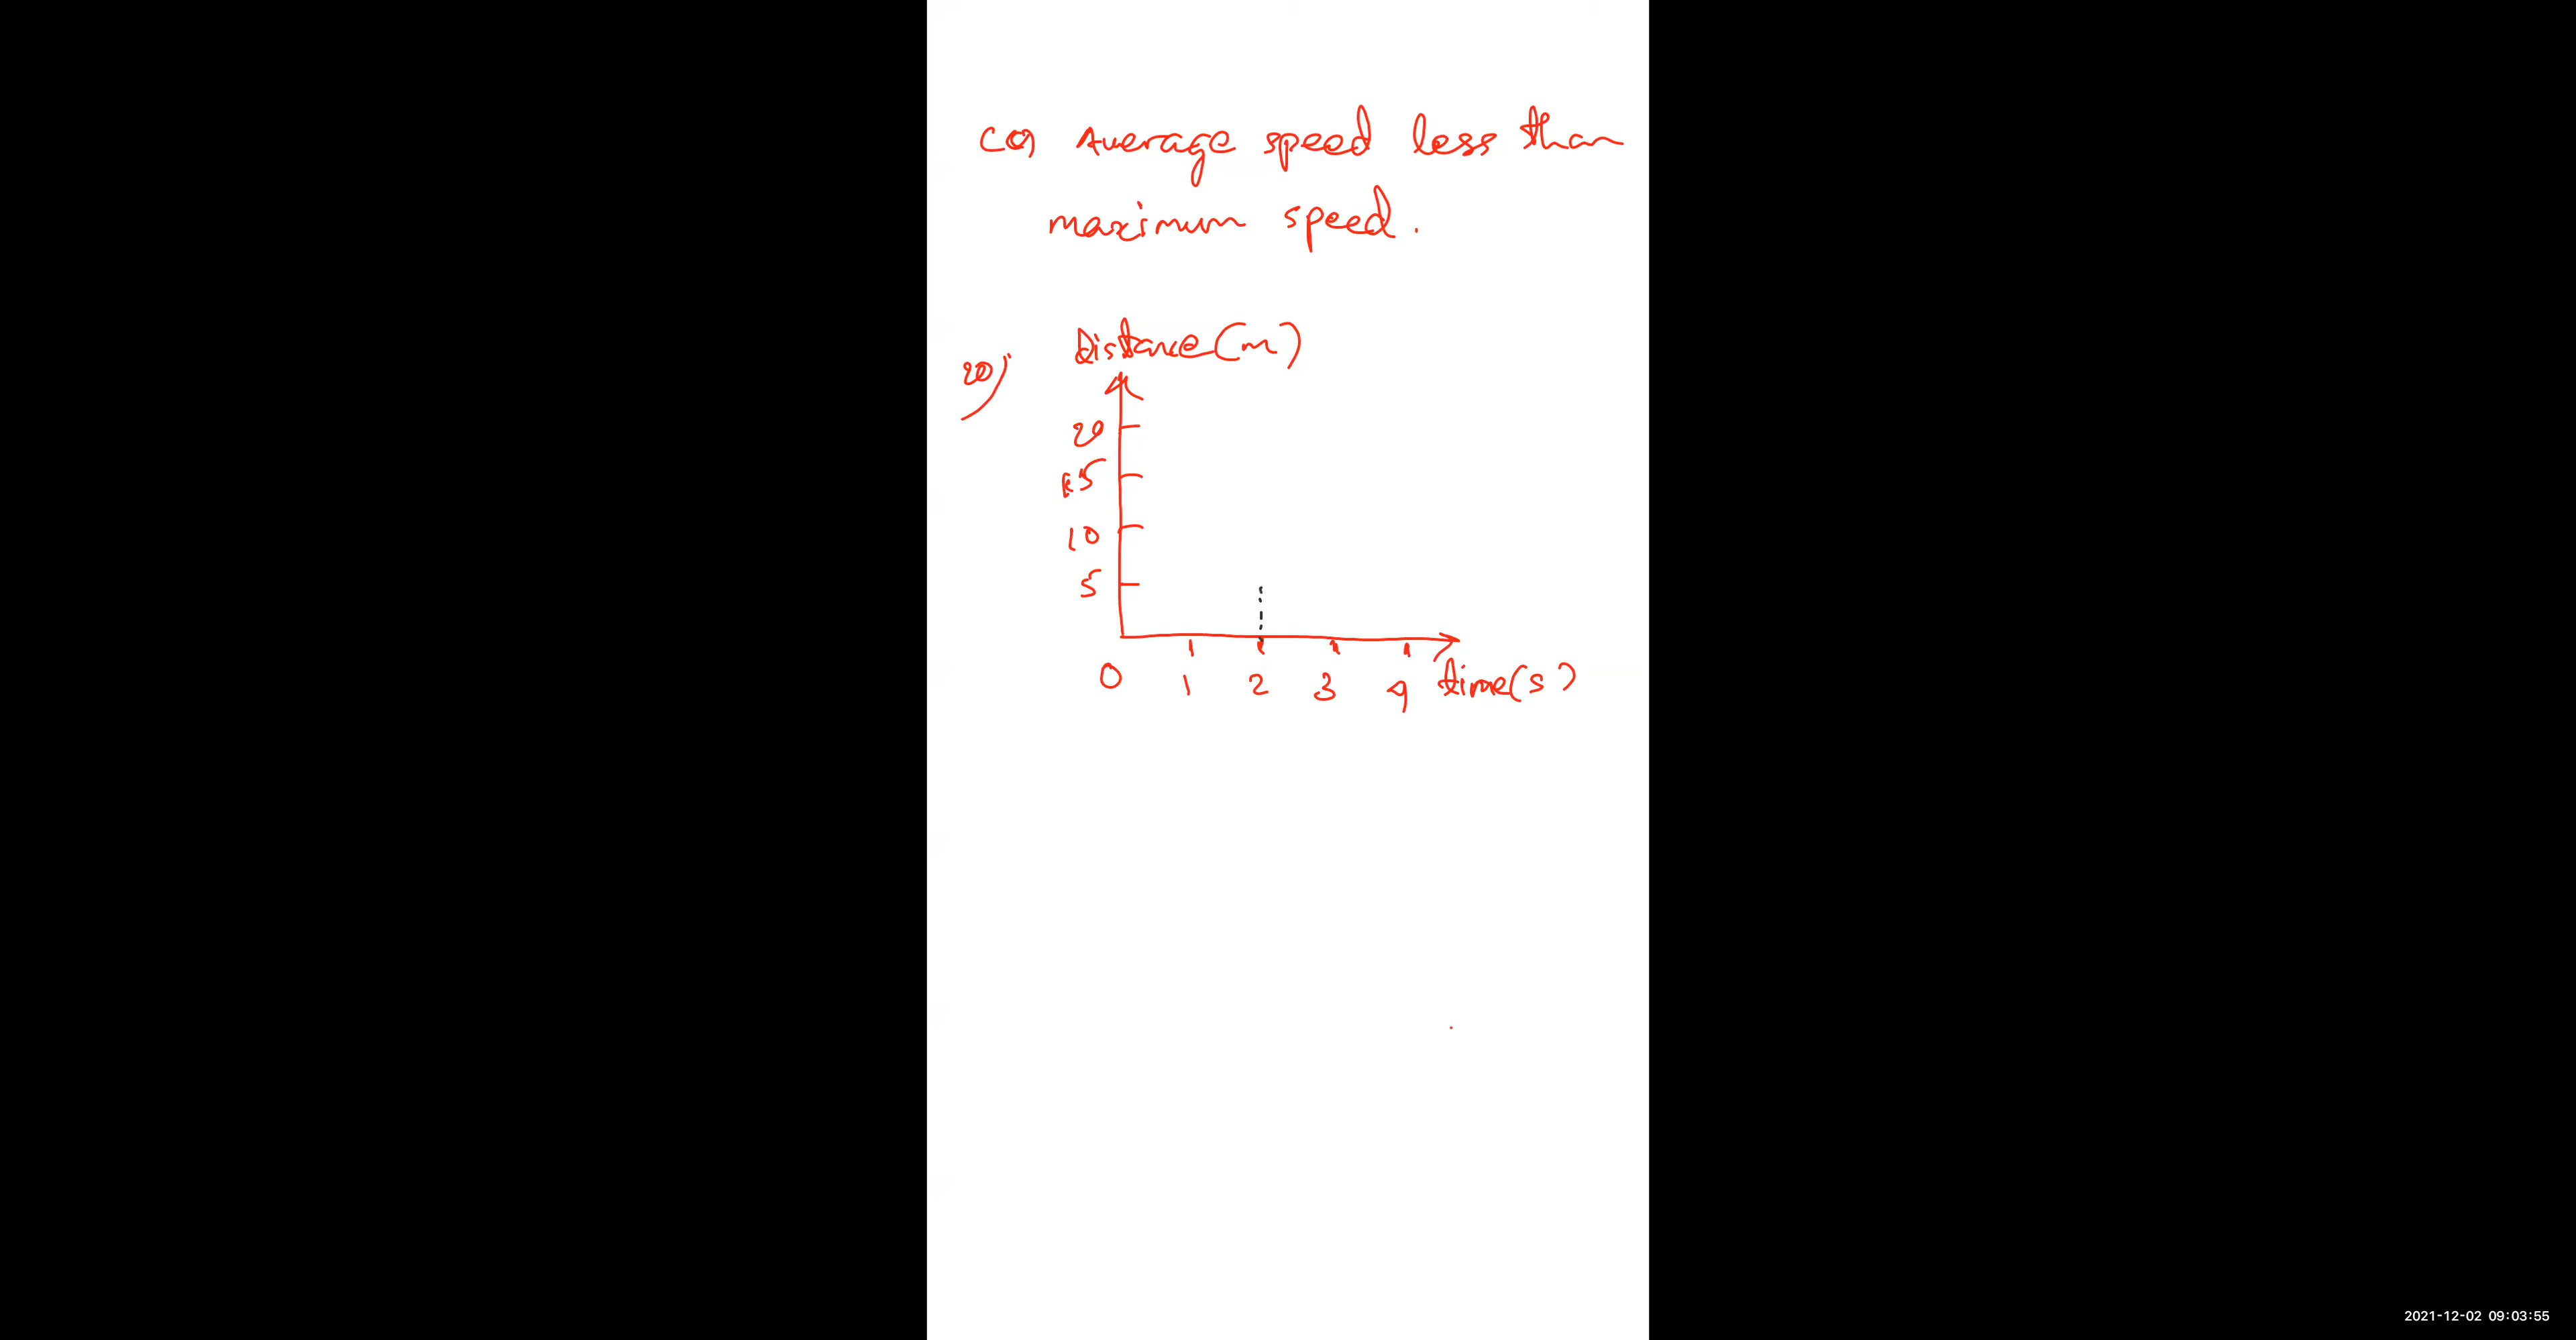 (a) Average speed less than
maximum speed.
20)
Distance (m)
20
15
10
5
0 1 2 3 4 time (s)
2021-12-02 09:03:55